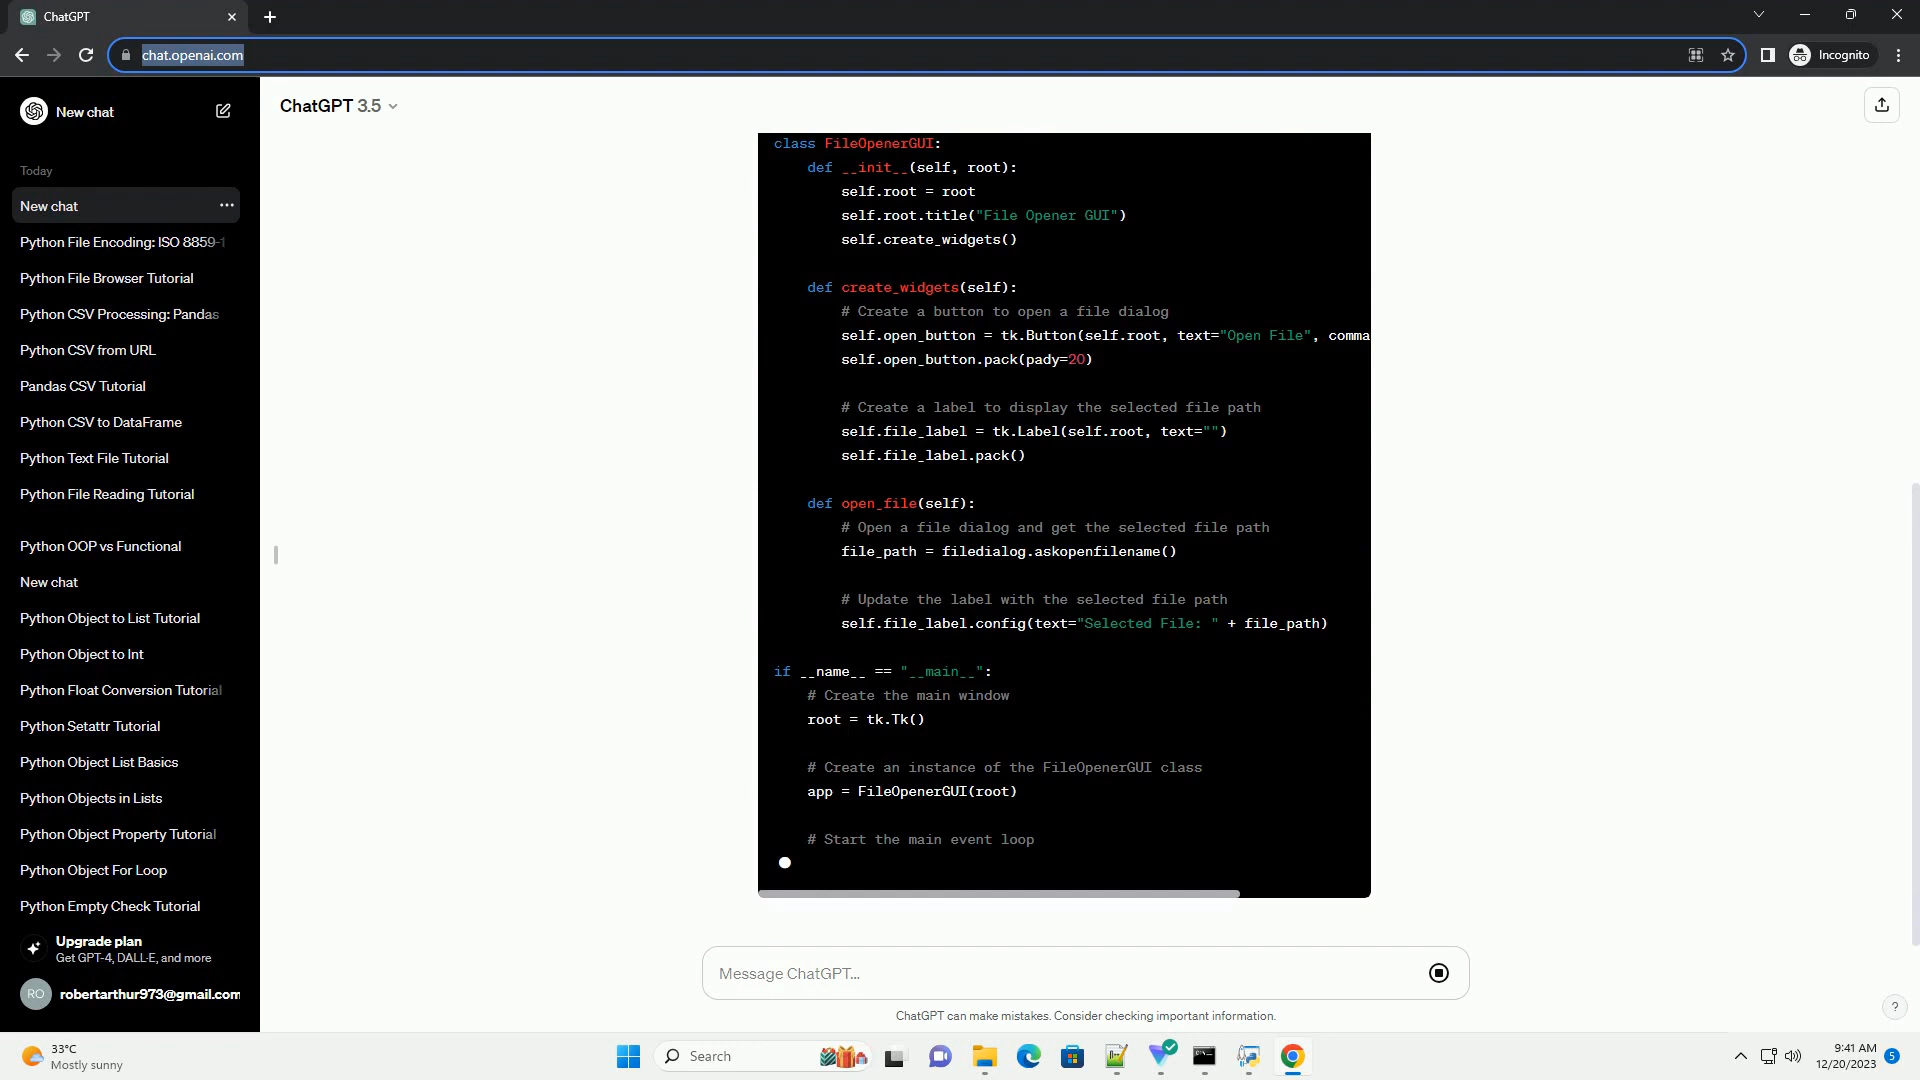 ChatGPT
chat.openai.com
Incognito
New chat
Today
New chat
Python File Encoding: ISO 8859-1
Python File Browser Tutorial
Python CSV Processing: Pandas
Python CSV from URL
Pandas CSV Tutorial
Python CSV to DataFrame
Python Text File Tutorial
Python File Reading Tutorial
Python OOP vs Functional
New chat
Python Object to List Tutorial
Python Object to Int
Python Float Conversion Tutorial
Python Setattr Tutorial
Python Object List Basics
Python Objects in Lists
Python Object Property Tutorial
Python Object For Loop
Python Empty Check Tutorial
Upgrade plan
Get GPT-4, DALL·E, and more
RO
robertarthur973@gmail.com
ChatGPT 3.5
class FileOpenerGUI:
    def __init__(self, root):
        self.root = root
        self.root.title("File Opener GUI")
        self.create_widgets()
    def create_widgets(self):
        # Create a button to open a file dialog
        self.open_button = tk.Button(self.root, text="Open File", comma
        self.open_button.pack(pady=20)
        # Create a label to display the selected file path
        self.file_label = tk.Label(self.root, text="")
        self.file_label.pack()
    def open_file(self):
        # Open a file dialog and get the selected file path
        file_path = filedialog.askopenfilename()
        # Update the label with the selected file path
        self.file_label.config(text="Selected File: " + file_path)
if __name__ == "__main__":
    # Create the main window
    root = tk.Tk()
    # Create an instance of the FileOpenerGUI class
    app = FileOpenerGUI(root)
    # Start the main event loop
Message ChatGPT...
ChatGPT can make mistakes. Consider checking important information.
?
33°C
Mostly sunny
Search
9:41 AM
12/20/2023
5